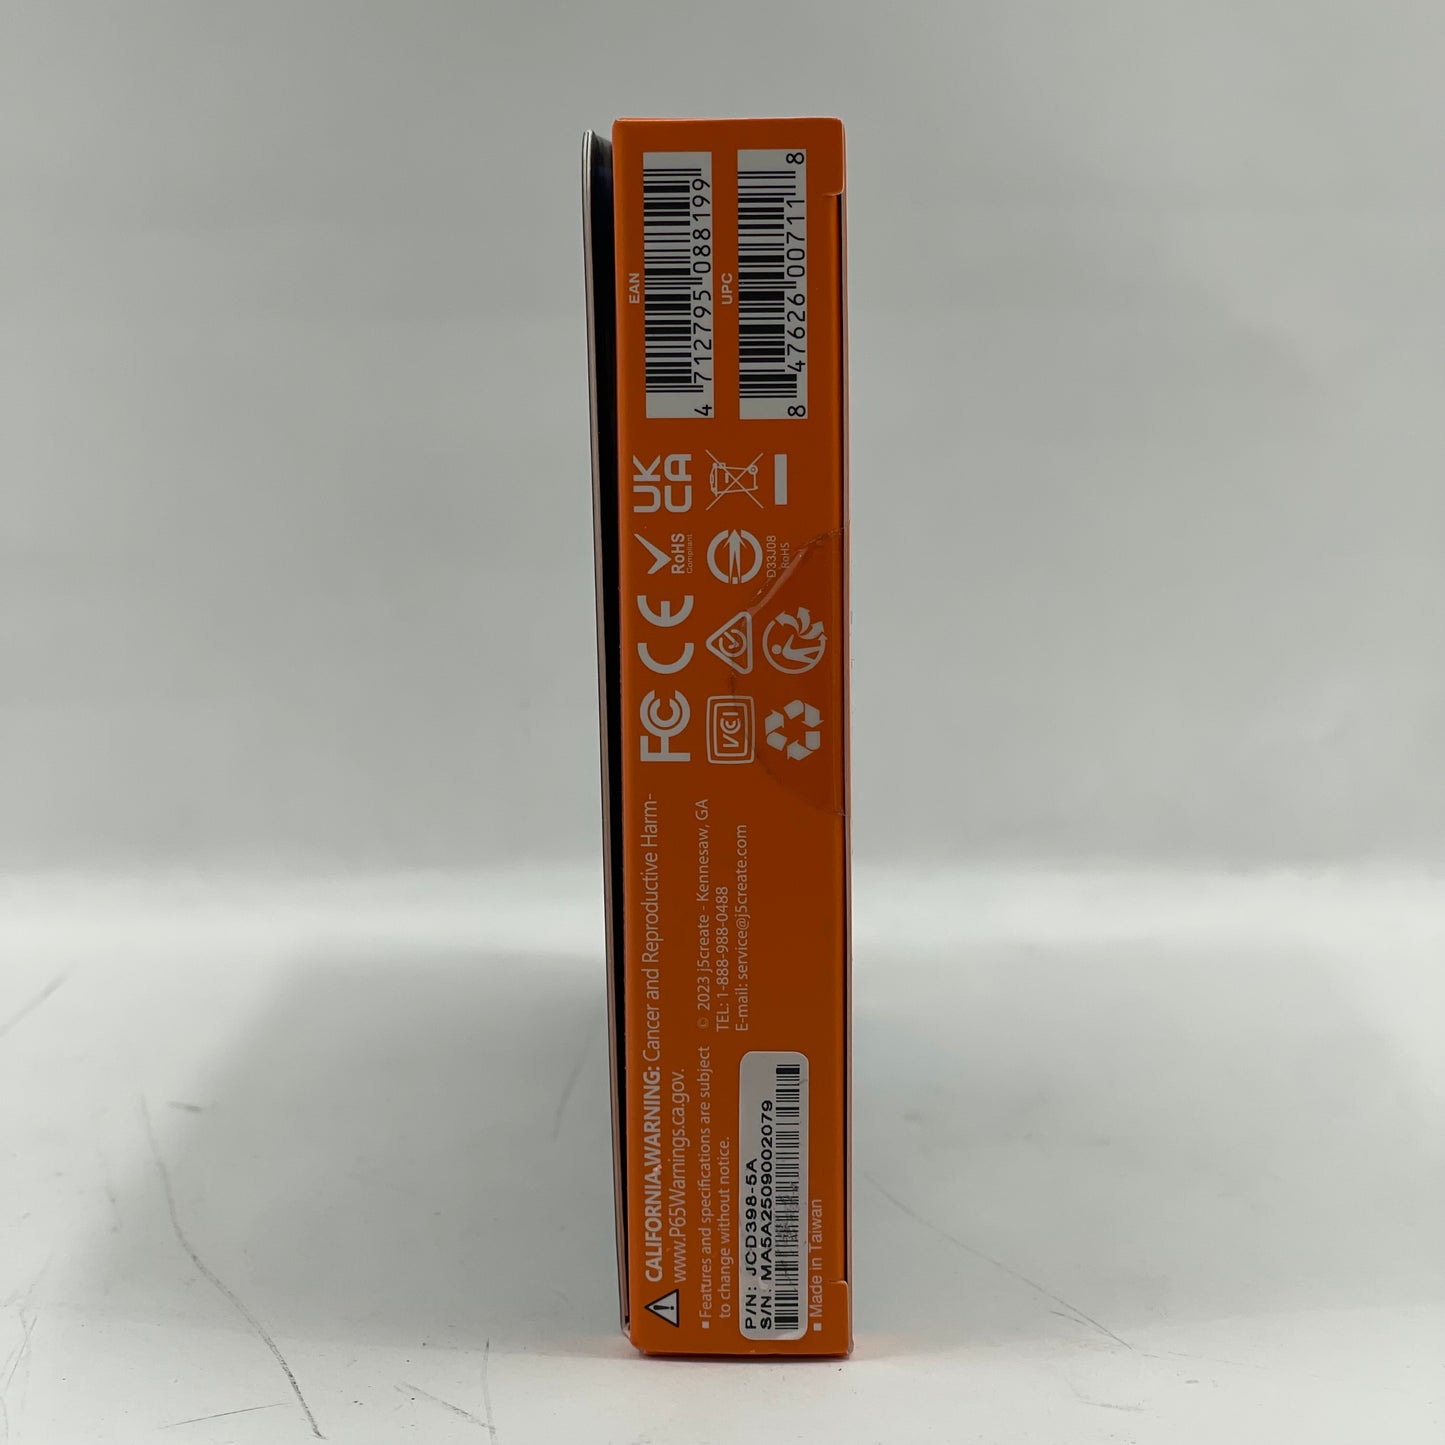 ⚠ CALIFORNIA WARNING: Cancer and Reproductive Harm-
www.P65Warnings.ca.gov.
▪ Features and specifications are subject
to change without notice.
© 2023 j5create - Kennesaw, GA
TEL: 1-888-988-0488
E-mail: service@j5create.com
P/N: JCD398-5A
S/N: MA5A2509002079
▪ Made in Taiwan
FC
CE
RoHS
Compliant
UK
CA
VCI
D33J08
RoHS
EAN
4 712795 088199
UPC
8 47626 00711 8